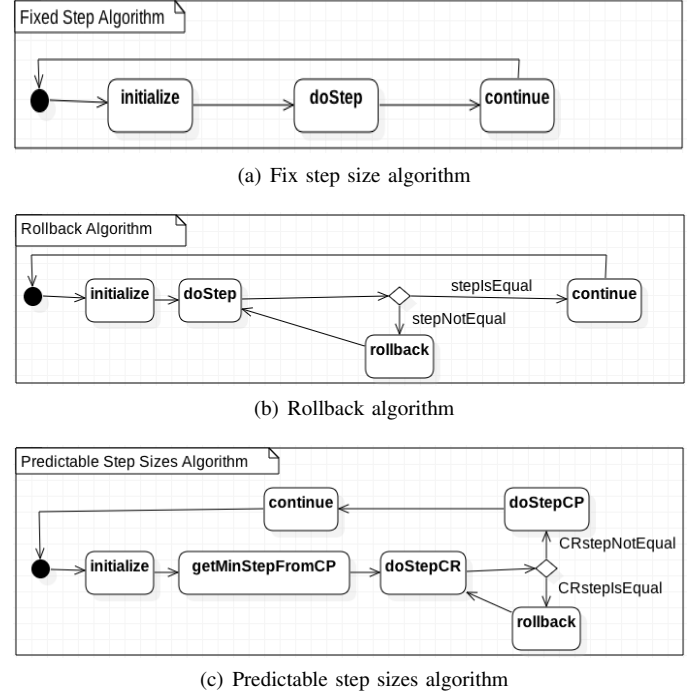 Fixed Step Algorithm
initialize
doStep
continue
(a) Fix step size algorithm
Rollback Algorithm
initialize
doStep
stepIsEqual
continue
stepNotEqual
rollback
(b) Rollback algorithm
Predictable Step Sizes Algorithm
continue
doStepCP
CRstepNotEqual
initialize
getMinStepFromCP
doStepCR
CRstepIsEqual
rollback
(c) Predictable step sizes algorithm